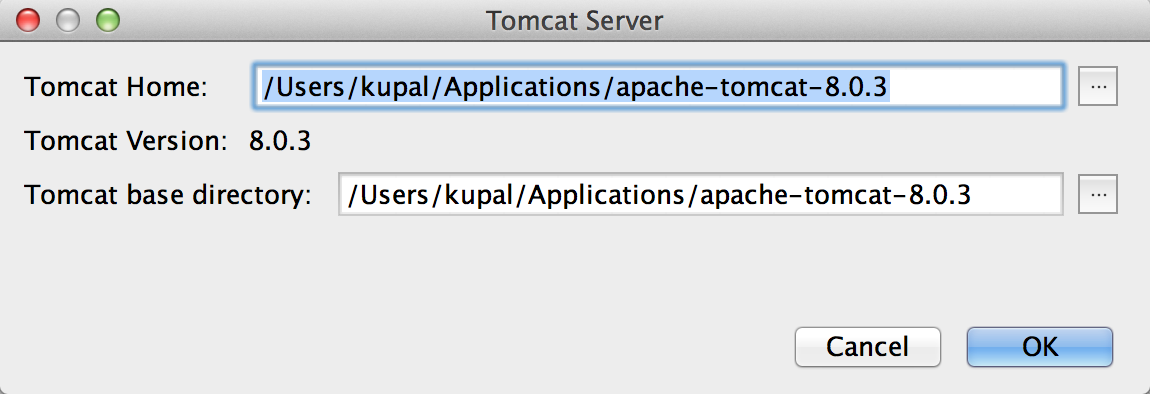 Tomcat Server
Tomcat Home: /Users/kupal/Applications/apache-tomcat-8.0.3 ...
Tomcat Version: 8.0.3
Tomcat base directory: /Users/kupal/Applications/apache-tomcat-8.0.3 ...
Cancel OK